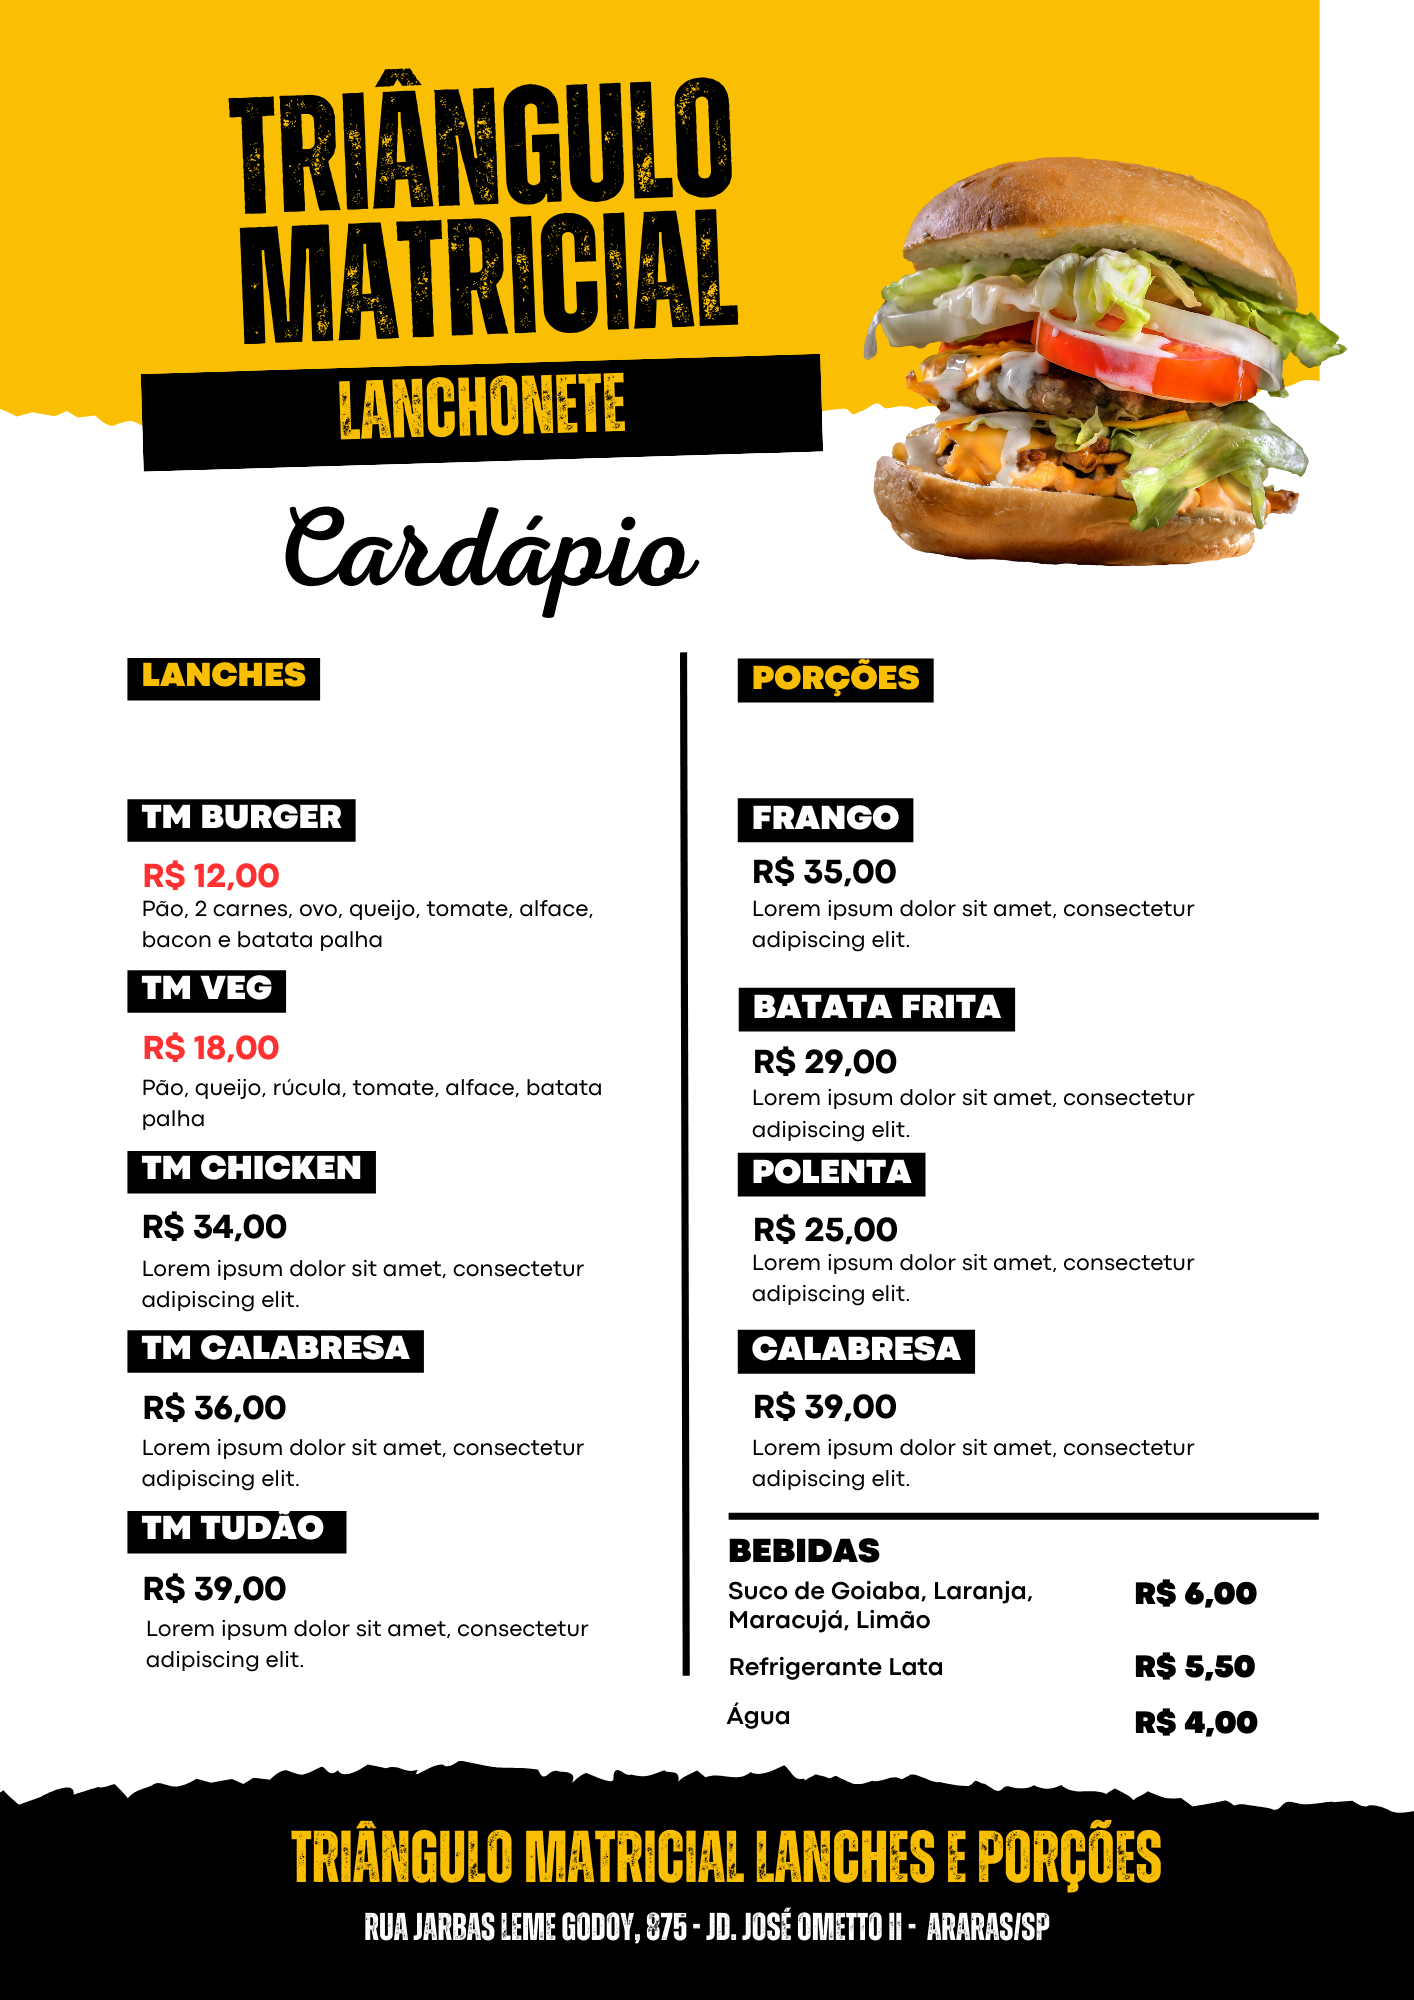 TRIÂNGULO
MATRICIAL
LANCHONETE
Cardápio
LANCHES
TM BURGER
R$ 12,00
Pão, 2 carnes, ovo, queijo, tomate, alface,
bacon e batata palha
TM VEG
R$ 18,00
Pão, queijo, rúcula, tomate, alface, batata
palha
TM CHICKEN
R$ 34,00
Lorem ipsum dolor sit amet, consectetur
adipiscing elit.
TM CALABRESA
R$ 36,00
Lorem ipsum dolor sit amet, consectetur
adipiscing elit.
TM TUDÃO
R$ 39,00
Lorem ipsum dolor sit amet, consectetur
adipiscing elit.
PORÇÕES
FRANGO
R$ 35,00
Lorem ipsum dolor sit amet, consectetur
adipiscing elit.
BATATA FRITA
R$ 29,00
Lorem ipsum dolor sit amet, consectetur
adipiscing elit.
POLENTA
R$ 25,00
Lorem ipsum dolor sit amet, consectetur
adipiscing elit.
CALABRESA
R$ 39,00
Lorem ipsum dolor sit amet, consectetur
adipiscing elit.
BEBIDAS
Suco de Goiaba, Laranja, R$ 6,00
Maracujá, Limão
Refrigerante Lata R$ 5,50
Água R$ 4,00
TRIÂNGULO MATRICIAL LANCHES E PORÇÕES
RUA JARBAS LEME GODOY, 875 - JD. JOSÉ OMETTO II - ARARAS/SP